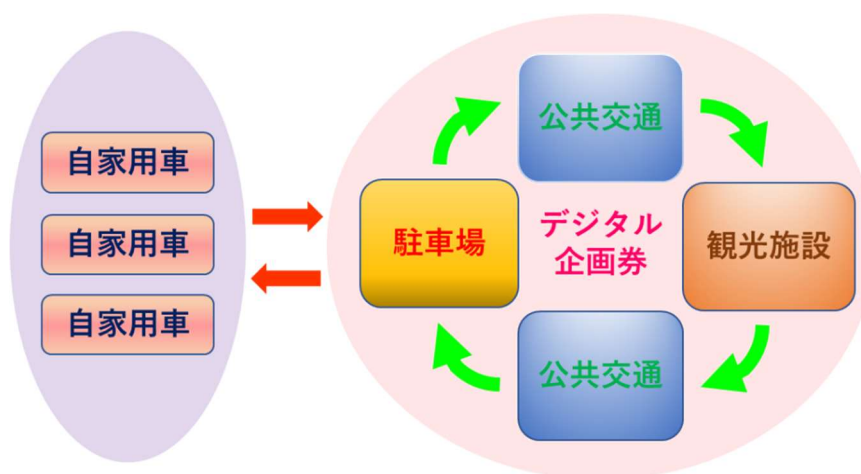 自家用車
自家用車
自家用車
公共交通
駐車場
デジタル
企画券
観光施設
公共交通